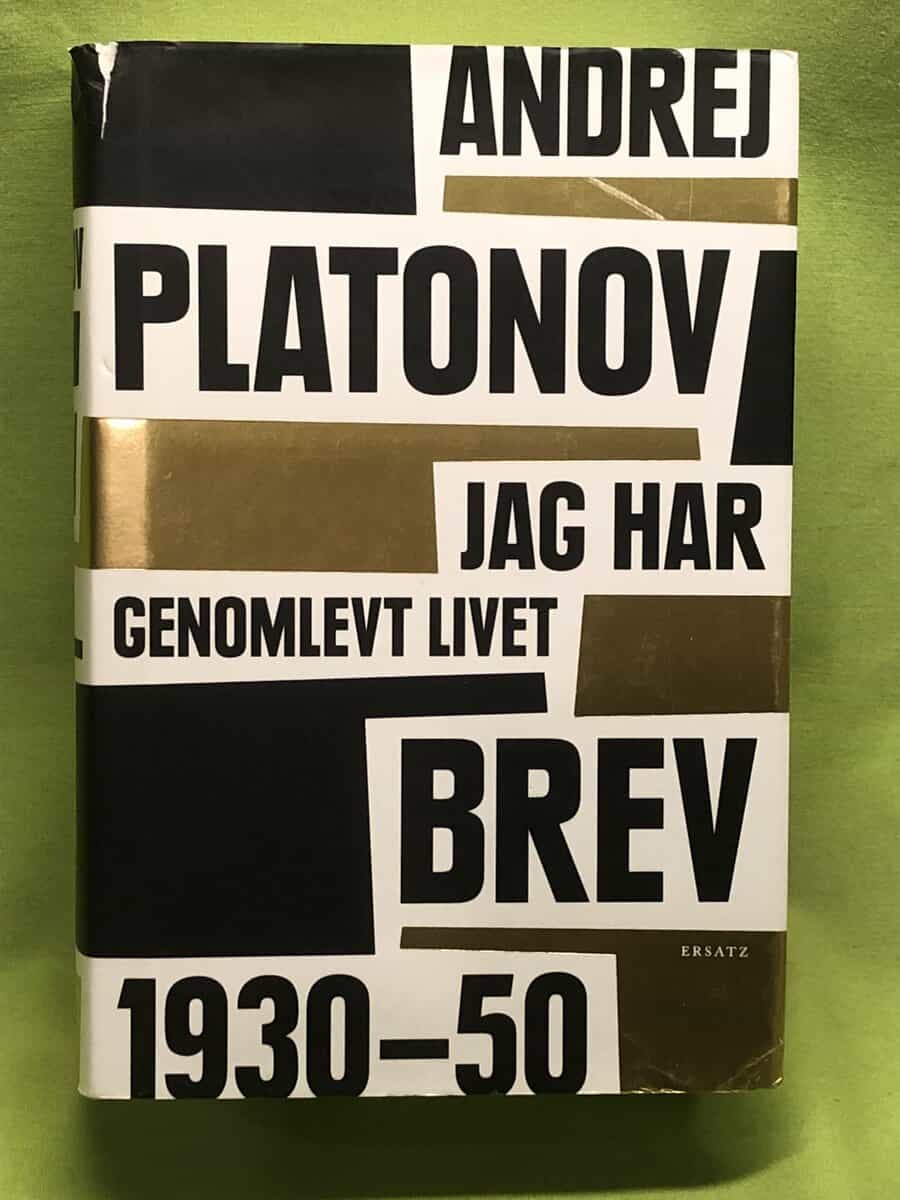 ANDREJ
PLATONOV
JAG HAR
GENOMLEVT LIVET
BREV
ERSATZ
1930–50